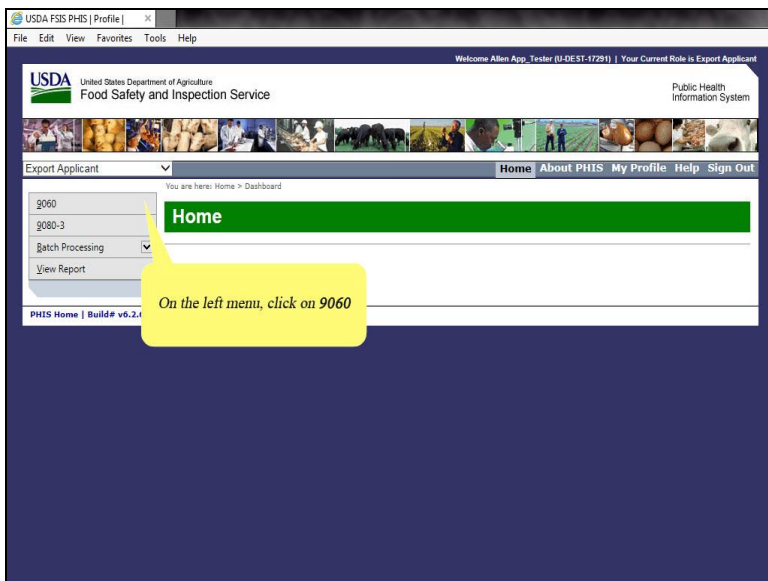 USDA FSIS PHIS | Profile |
File Edit View Favorites Tools Help
Welcome Allen App_Tester (U-DEST-17291) | Your Current Role is Export Applicant
USDA
United States Department of Agriculture
Food Safety and Inspection Service
Public Health
Information System
Export Applicant
Home About PHIS My Profile Help Sign Out
You are here: Home > Dashboard
9060
9080-3
Batch Processing
View Report
Home
On the left menu, click on 9060
PHIS Home | Build# v6.2.